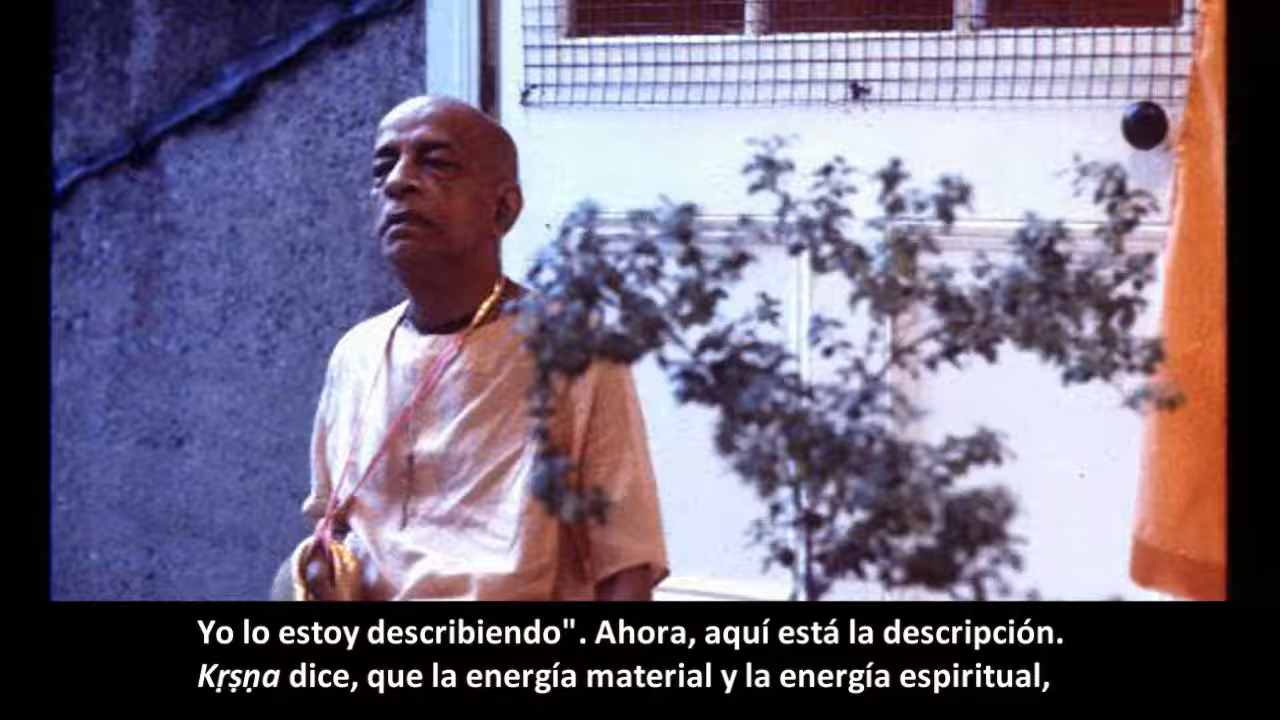 Yo lo estoy describiendo". Ahora, aquí está la descripción.
Kṛṣṇa dice, que la energía material y la energía espiritual,